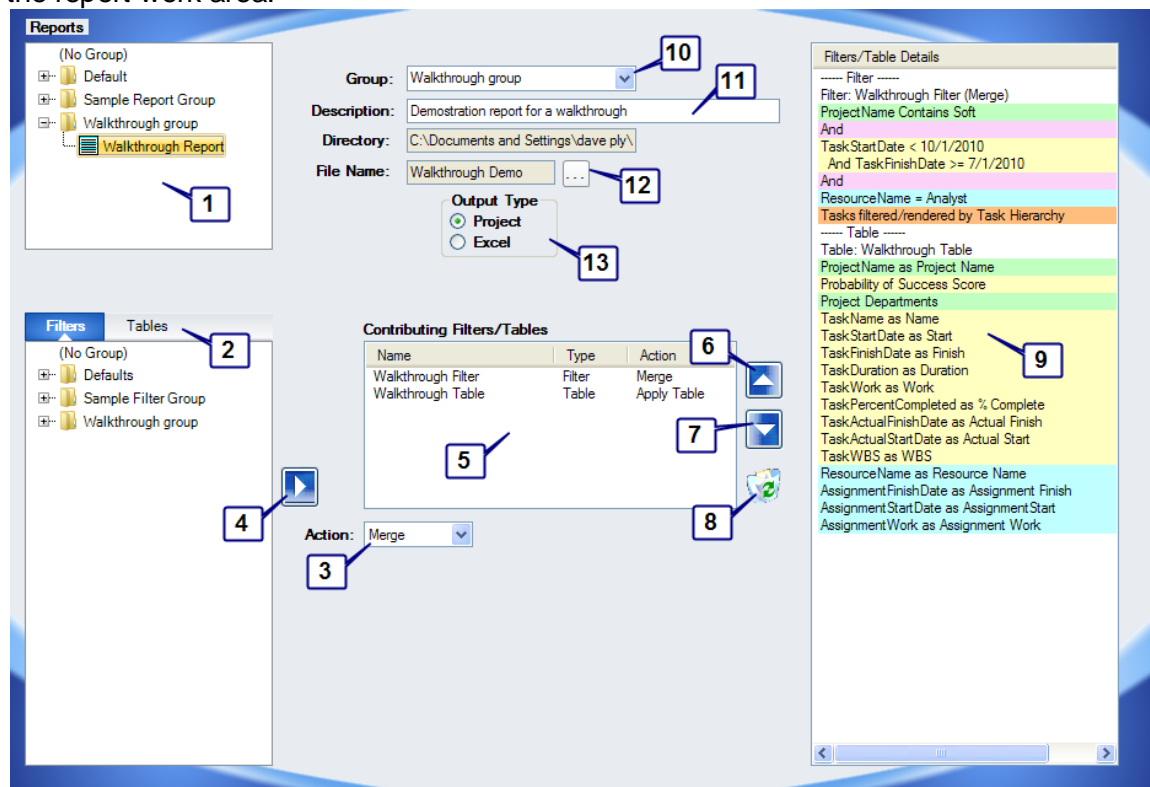 the report work area.
Reports
(No Group)
Default
Sample Report Group
Walkthrough group
Walkthrough Report
1
Group: Walkthrough group
10
Description: Demostration report for a walkthrough
11
Directory: C:\Documents and Settings\dave ply\
File Name: Walkthrough Demo ...
12
Output Type
Project
Excel
13
Filters Tables
2
(No Group)
Defaults
Sample Filter Group
Walkthrough group
4
Contributing Filters/Tables
Name Type Action
Walkthrough Filter Filter Merge
Walkthrough Table Table Apply Table
5
6
7
8
Action: Merge
3
Filters/Table Details
------ Filter ------
Filter: Walkthrough Filter (Merge)
ProjectName Contains Soft
And
TaskStartDate < 10/1/2010
And TaskFinishDate >= 7/1/2010
And
ResourceName = Analyst
Tasks filtered/rendered by Task Hierarchy
------ Table ------
Table: Walkthrough Table
ProjectName as Project Name
Probability of Success Score
Project Departments
TaskName as Name
TaskStartDate as Start
TaskFinishDate as Finish
TaskDuration as Duration
TaskWork as Work
TaskPercentCompleted as % Complete
TaskActualFinishDate as Actual Finish
TaskActualStartDate as Actual Start
TaskWBS as WBS
ResourceName as Resource Name
AssignmentFinishDate as Assignment Finish
AssignmentStartDate as AssignmentStart
AssignmentWork as Assignment Work
9